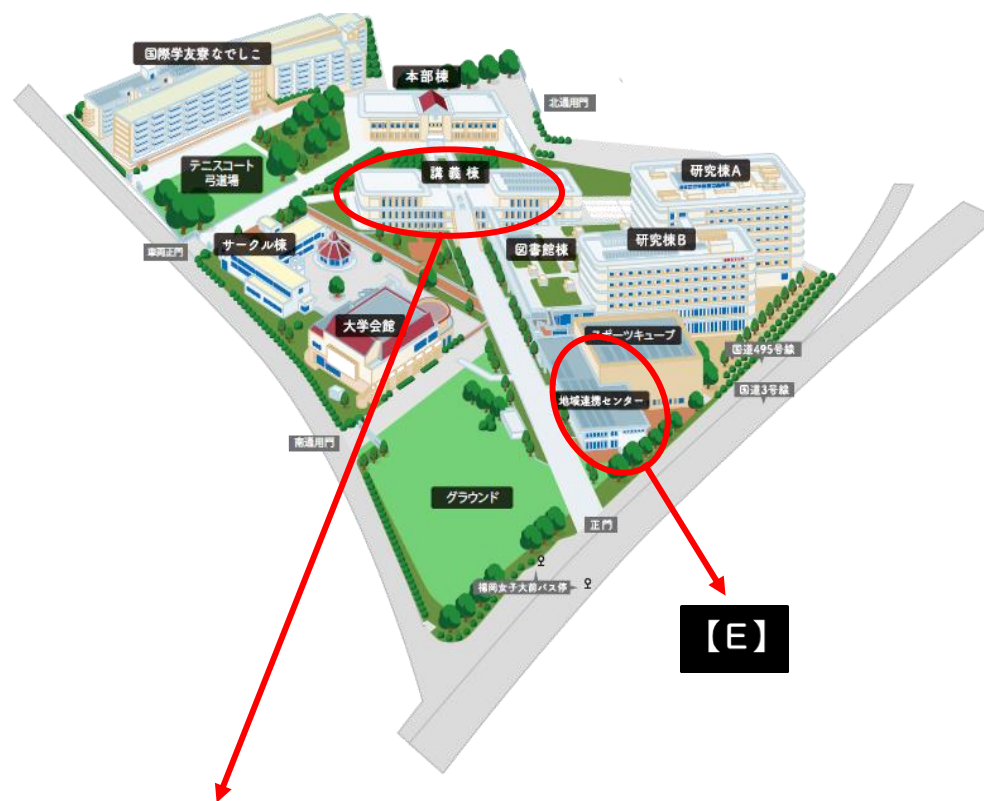 国際学友寮なでしこ
本部棟
北通用門
テニスコート
弓道場
講義棟
研究棟A
車両正門
サークル棟
図書館棟
研究棟B
大学会館
スポーツキューブ
国道495号線
国道3号線
地域連携センター
南通用門
グラウンド
正門
福岡女子大前バス停
【E】